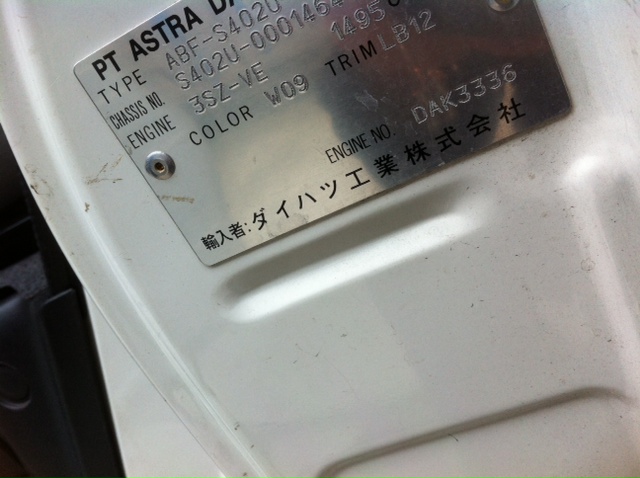 PT ASTRA DA
TYPE ABF-S402U
CHASSIS NO. S402U-0001464
ENGINE 3SZ-VE 1495
COLOR W09 TRIM LB12
ENGINE NO. DAK3336
輸入者:ダイハツ工業株式会社